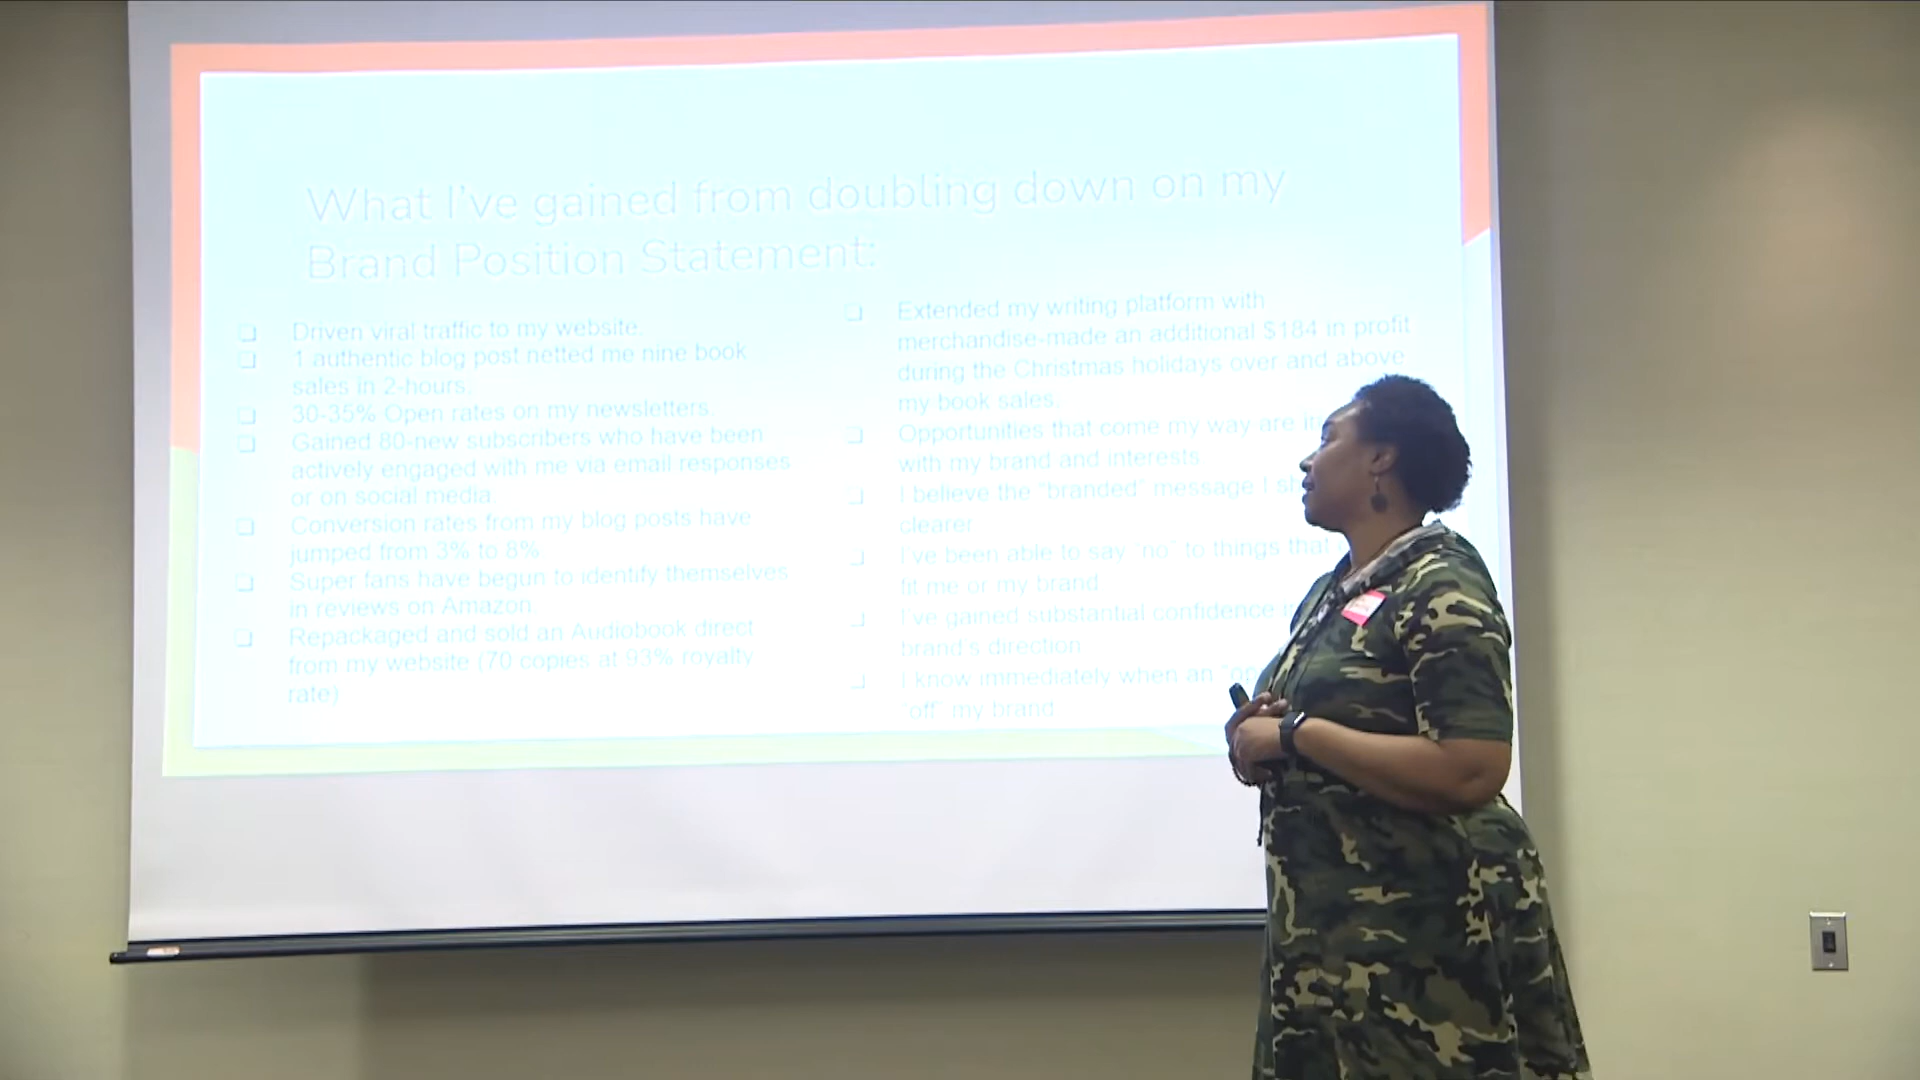 What I've gained from doubling down on my
Brand Position Statement:
Driven viral traffic to my website.
1 authentic blog post netted me nine book
sales in 2-hours.
30-35% Open rates on my newsletters.
Gained 80-new subscribers who have been
actively engaged with me via email responses
or on social media.
Conversion rates from my blog posts have
jumped from 3% to 8%
Super fans have begun to identify themselves
in reviews on Amazon.
Repackaged and sold an Audiobook direct
from my website (70 copies at 93% royalty
rate)
Extended my writing platform with
merchandise-made an additional $184 in profit
during the Christmas holidays over and above
my book sales.
Opportunities that come my way are
with my brand and interests
I believe the "branded" message I
clearer
I've been able to say "no" to things that
fit me or my brand
I've gained substantial confidence
brand's direction
I know immediately when an
"off" my brand